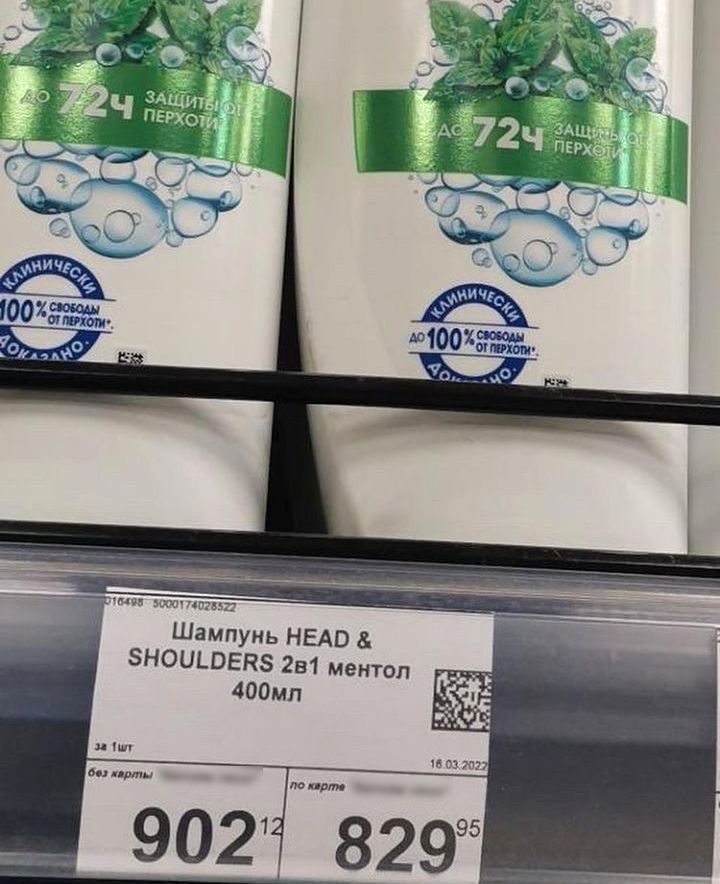 ДО 72Ч ЗАЩИТЫ ОТ
ПЕРХОТИ
КЛИНИЧЕСКИ
100% СВОБОДЫ
ОТ ПЕРХОТИ*.
ДОКАЗАНО.
ДО 72Ч ЗАЩИТЫ ОТ
ПЕРХОТИ
КЛИНИЧЕСКИ
ДО 100% СВОБОДЫ
ОТ ПЕРХОТИ*.
ДОКАЗАНО.
016498 5000174028522
Шампунь HEAD &
SHOULDERS 2в1 ментол
400мл
за 1шт
16.03.2022
без карты
по карте
902 12
829 95